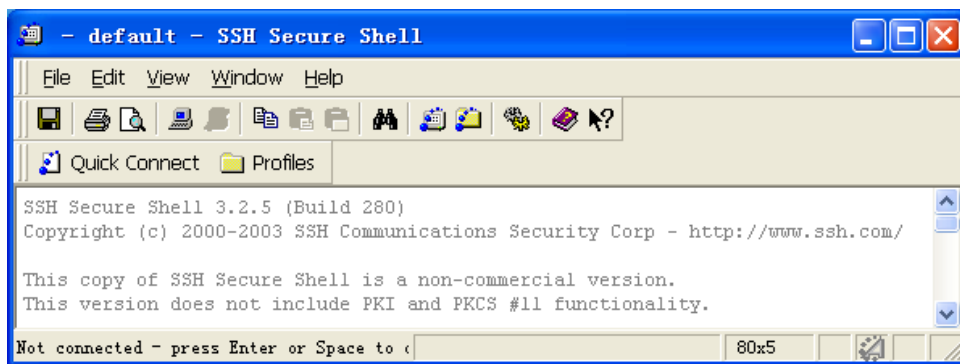 - default - SSH Secure Shell
File Edit View Window Help
Quick Connect Profiles
SSH Secure Shell 3.2.5 (Build 280)
Copyright (c) 2000-2003 SSH Communications Security Corp - http://www.ssh.com/
This copy of SSH Secure Shell is a non-commercial version.
This version does not include PKI and PKCS #11 functionality.
Not connected - press Enter or Space to 80x5